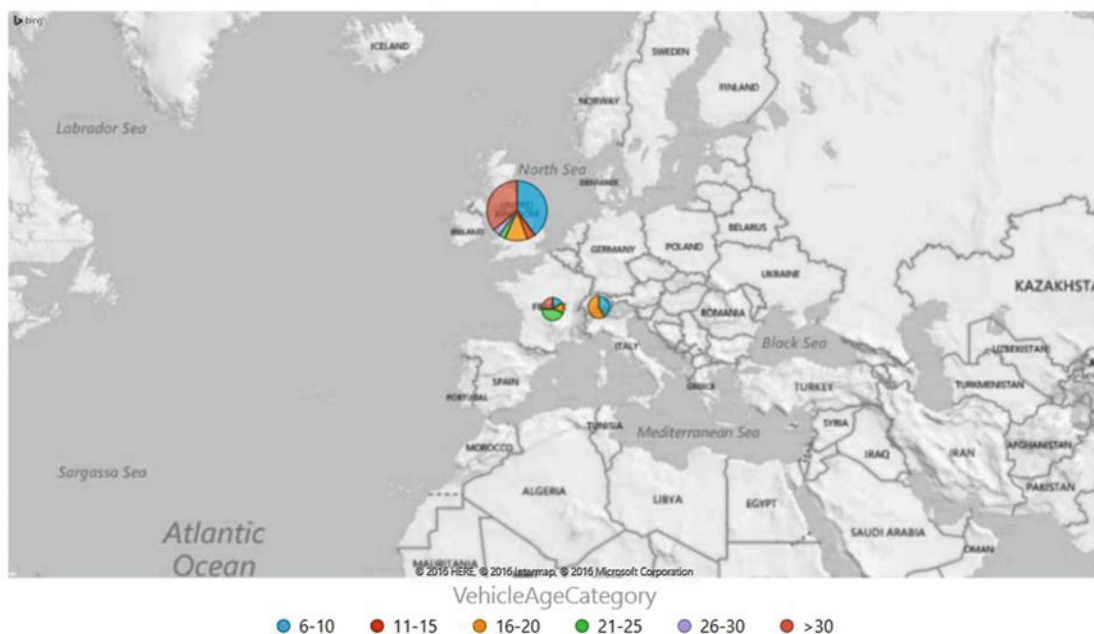 bing
ICELAND
SWEDEN
FINLAND
NORWAY
Labrador Sea
North Sea
DENMARK
UNITED
KINGDOM
IRELAND
BELARUS
GERMANY
POLAND
UKRAINE
KAZAKHSTA
ROMANIA
ITALY
Black Sea
UZBEKISTAN
SPAIN
GREECE
TURKEY
TURKMENISTAN
PORTUGAL
TUNISIA
Mediterranean Sea
SYRIA
AFGHANISTAN
MOROCCO
IRAQ
IRAN
Sargasso Sea
ALGERIA
LIBYA
EGYPT
PAKISTAN
SAUDI ARABIA
Atlantic
Ocean
OMAN
MAURITANIA
© 2016 HERE, © 2016 Intermap, © 2016 Microsoft Corporation
VehicleAgeCategory
6-10 11-15 16-20 21-25 26-30 >30